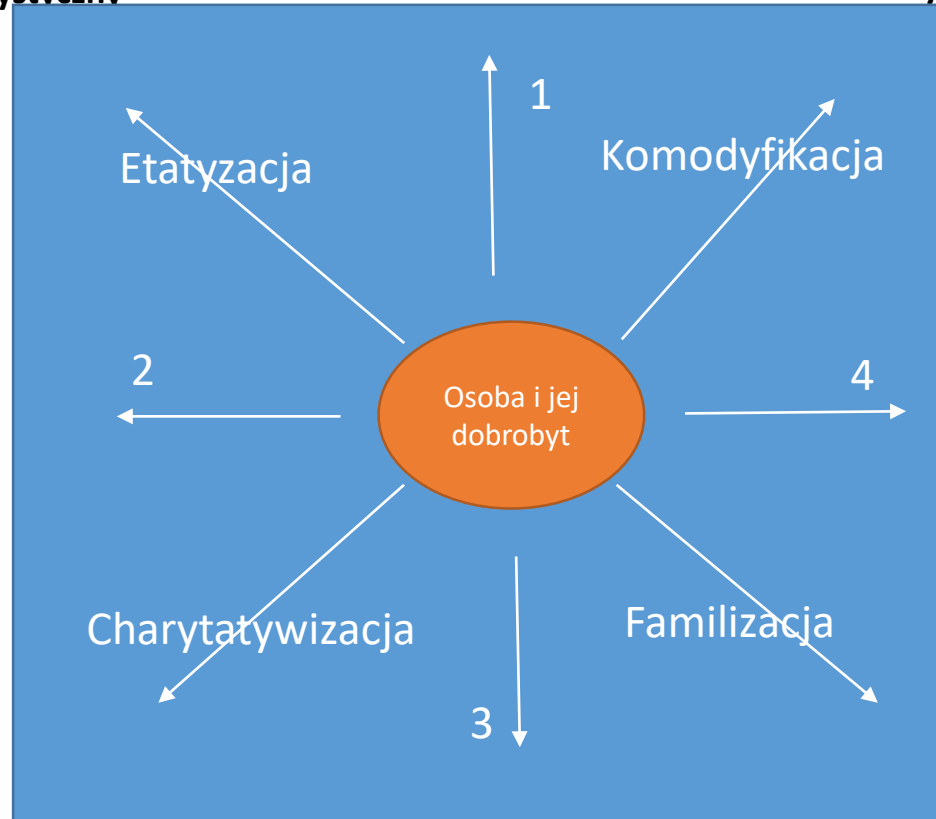 1
Etatyzacja
Komodyfikacja
2
4
Osoba i jej
dobrobyt
Charytatywizacja
Familizacja
3